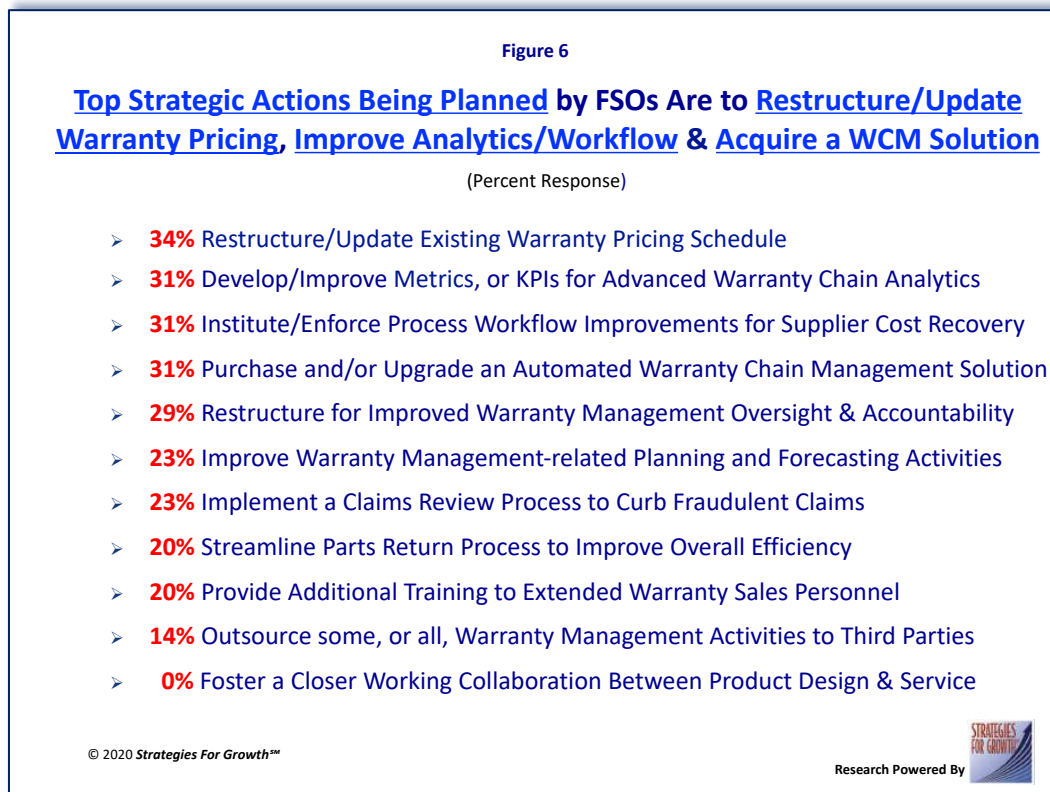 Figure 6
Top Strategic Actions Being Planned by FSOs Are to Restructure/Update
Warranty Pricing, Improve Analytics/Workflow & Acquire a WCM Solution
(Percent Response)
➢ 34% Restructure/Update Existing Warranty Pricing Schedule
➢ 31% Develop/Improve Metrics, or KPIs for Advanced Warranty Chain Analytics
➢ 31% Institute/Enforce Process Workflow Improvements for Supplier Cost Recovery
➢ 31% Purchase and/or Upgrade an Automated Warranty Chain Management Solution
➢ 29% Restructure for Improved Warranty Management Oversight & Accountability
➢ 23% Improve Warranty Management-related Planning and Forecasting Activities
➢ 23% Implement a Claims Review Process to Curb Fraudulent Claims
➢ 20% Streamline Parts Return Process to Improve Overall Efficiency
➢ 20% Provide Additional Training to Extended Warranty Sales Personnel
➢ 14% Outsource some, or all, Warranty Management Activities to Third Parties
➢ 0% Foster a Closer Working Collaboration Between Product Design & Service
© 2020 Strategies For Growth℠
Research Powered By
STRATEGIES
FOR GROWTH